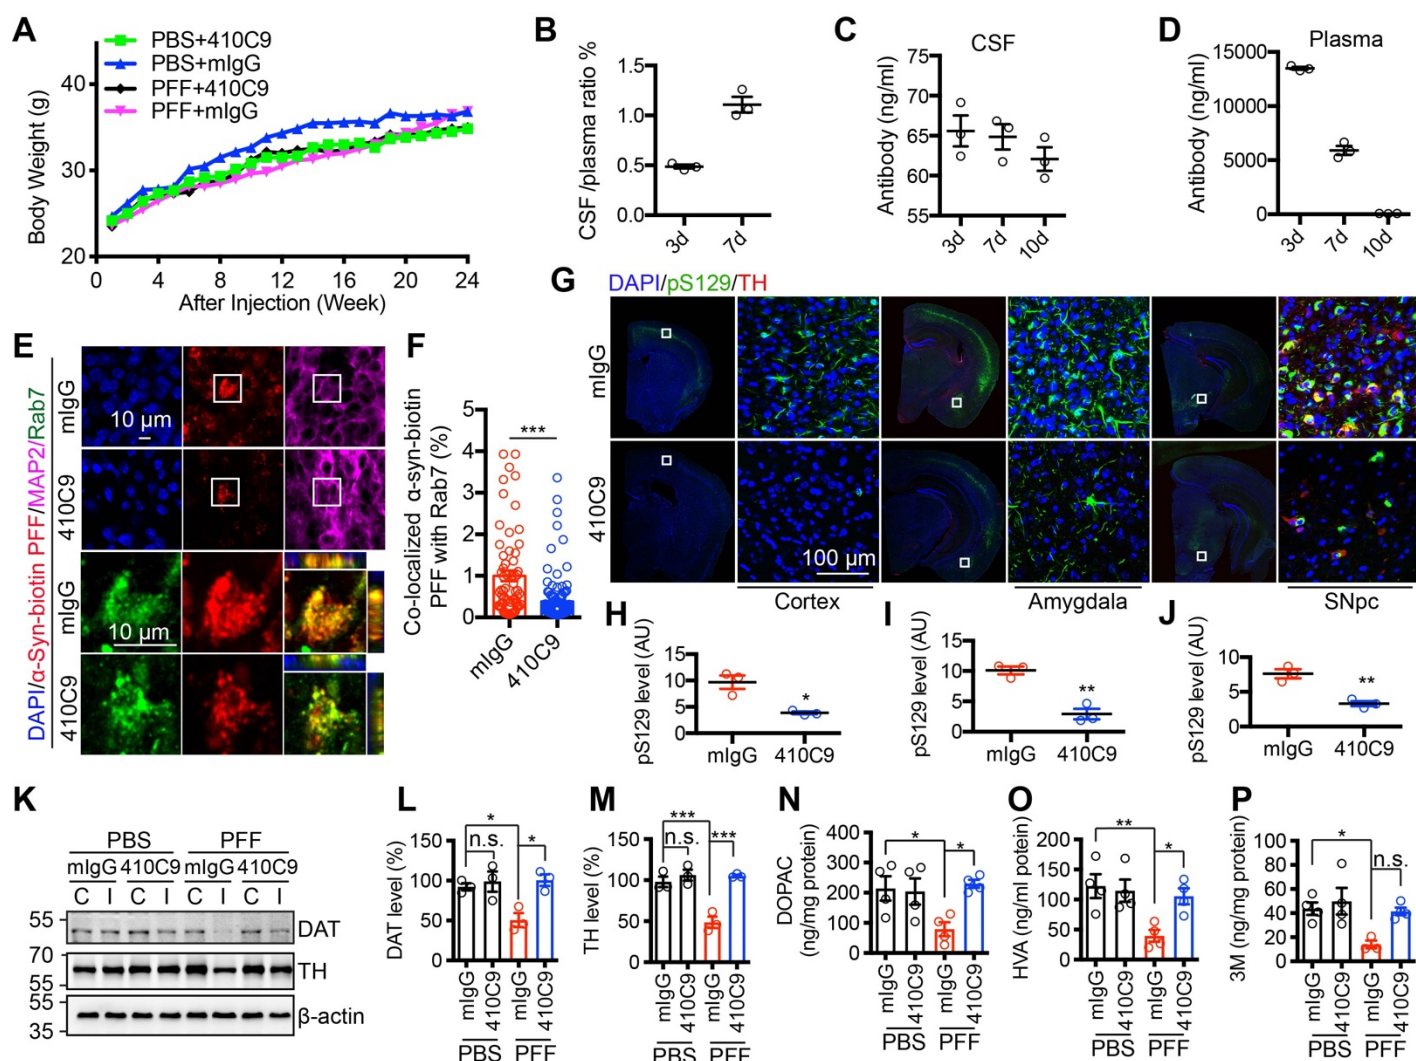 A
PBS+410C9
PBS+mIgG
PFF+410C9
PFF+mIgG
Body Weight (g)
40
30
20
0 4 8 12 16 20 24
After Injection (Week)
B
CSF /plasma ratio %
1.5
1.0
0.5
0.0
3d 7d
C
CSF
Antibody (ng/ml)
75
70
65
60
55
3d 7d 10d
D
Plasma
Antibody (ng/ml)
15000
10000
5000
0
3d 7d 10d
E
DAPI/α-Syn-biotin PFF/MAP2/Rab7
mIgG
10 µm
410C9
mIgG
10 µm
410C9
F
Co-localized α-syn-biotin
PFF with Rab7 (%)
5
4
3
2
1
0
***
mIgG 410C9
G
DAPI/pS129/TH
mIgG
410C9
100 µm
Cortex
Amygdala
SNpc
H
pS129 level (AU)
15
10
5
0
*
mIgG 410C9
I
pS129 level (AU)
15
10
5
0
**
mIgG 410C9
J
pS129 level (AU)
10
5
0
**
mIgG 410C9
K
PBS PFF
mIgG 410C9 mIgG 410C9
C I C I C I C I
55
DAT
70
55
TH
55
35
β-actin
L
DAT level (%)
150
100
50
0
*
n.s. *
mIgG 410C9 mIgG 410C9
PBS PFF
M
TH level (%)
150
100
50
0
***
n.s. ***
mIgG 410C9 mIgG 410C9
PBS PFF
N
DOPAC
(ng/mg protein)
400
300
200
100
0
*
*
mIgG 410C9 mIgG 410C9
PBS PFF
O
HVA (ng/ml potein)
200
150
100
50
0
**
*
mIgG 410C9 mIgG 410C9
PBS PFF
P
3M (ng/mg protein)
100
80
60
40
20
0
*
n.s.
mIgG 410C9 mIgG 410C9
PBS PFF